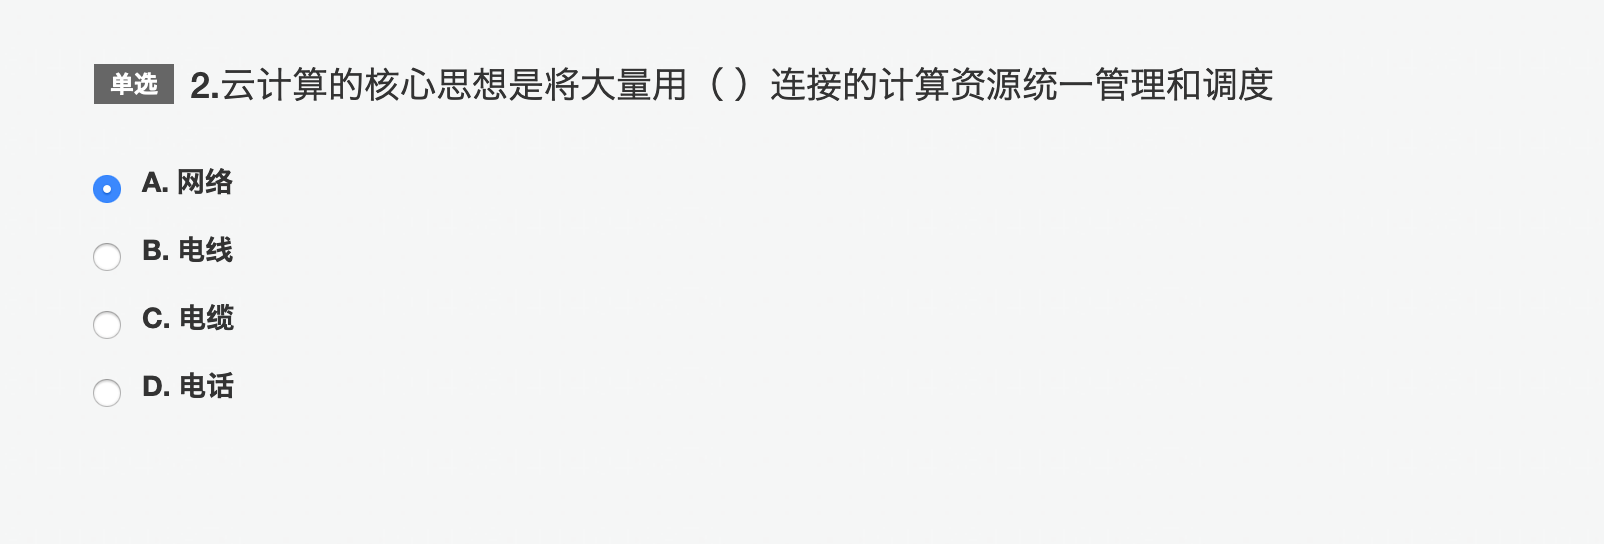 单选 2.云计算的核心思想是将大量用（ ）连接的计算资源统一管理和调度
A. 网络
B. 电线
C. 电缆
D. 电话